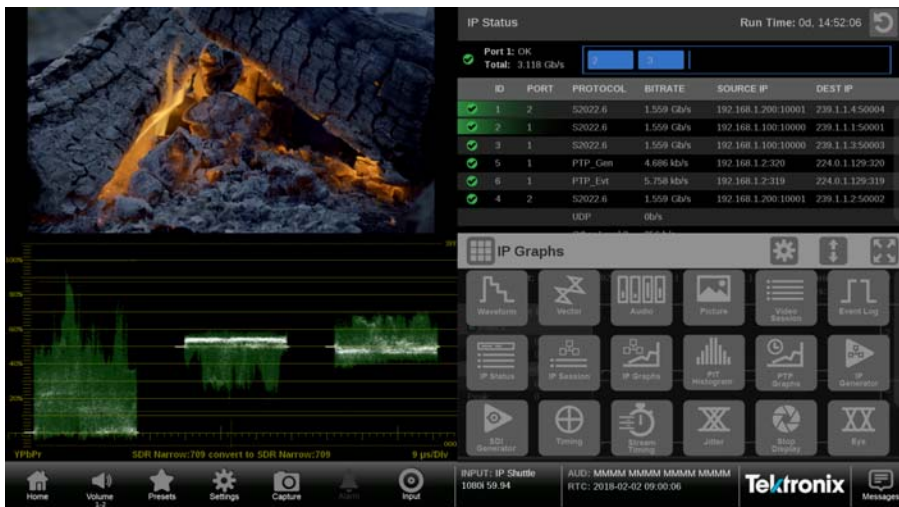 IP Status
Run Time: 0d, 14:52:06
Port 1: OK
Total: 3.118 Gb/s
2 3
ID PORT PROTOCOL BITRATE SOURCE IP DEST IP
1 2 S2022.6 1.559 Gb/s 192.168.1.200:10001 239.1.1.4:50004
2 1 S2022.6 1.559 Gb/s 192.168.1.100:10000 239.1.1.1:50001
3 1 S2022.6 1.559 Gb/s 192.168.1.100:10000 239.1.1.3:50003
5 1 PTP_Gen 4.686 kb/s 192.168.1.2:320 224.0.1.129:320
6 1 PTP_Evt 5.758 kb/s 192.168.1.2:319 224.0.1.129:319
4 2 S2022.6 1.559 Gb/s 192.168.1.200:10001 239.1.1.2:50002
UDP 0b/s
IP Graphs
Waveform Vector Audio Picture Video Session Event Log
IP Status IP Session IP Graphs PIT Histogram PTP Graphs IP Generator
SDI Generator Timing Stream Timing Jitter Stop Display Eye
100%
80%
60%
40%
20%
YPbPr SDR Narrow:709 convert to SDR Narrow:709 9 µs/Div
Home Volume 1-2 Presets Settings Capture Alarm Input
INPUT: IP Shuttle
1080i 59.94
AUD: MMMM MMMM MMMM MMMM
RTC: 2018-02-02 09:00:06
Tektronix
Messages